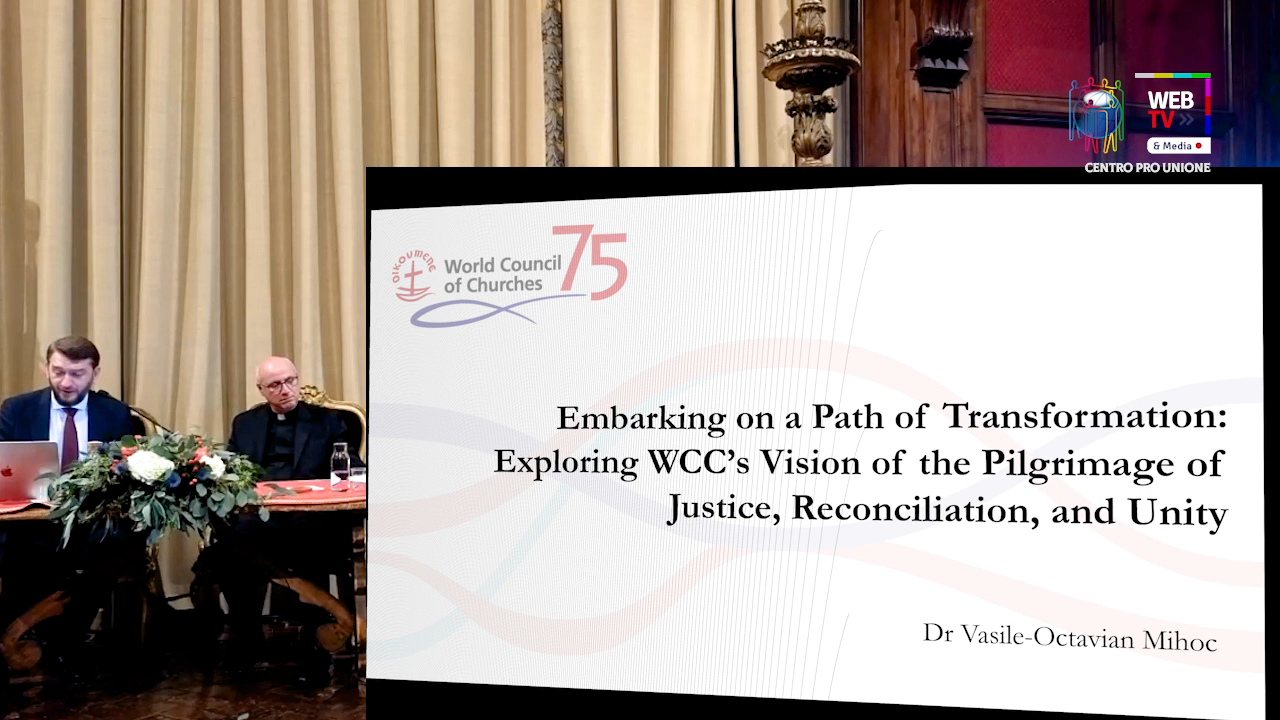 WEB
TV
& Media
CENTRO PRO UNIONE
OIKOUMENE
World Council
of Churches
75
Embarking on a Path of Transformation:
Exploring WCC's Vision of the Pilgrimage of
Justice, Reconciliation, and Unity
Dr Vasile-Octavian Mihoc